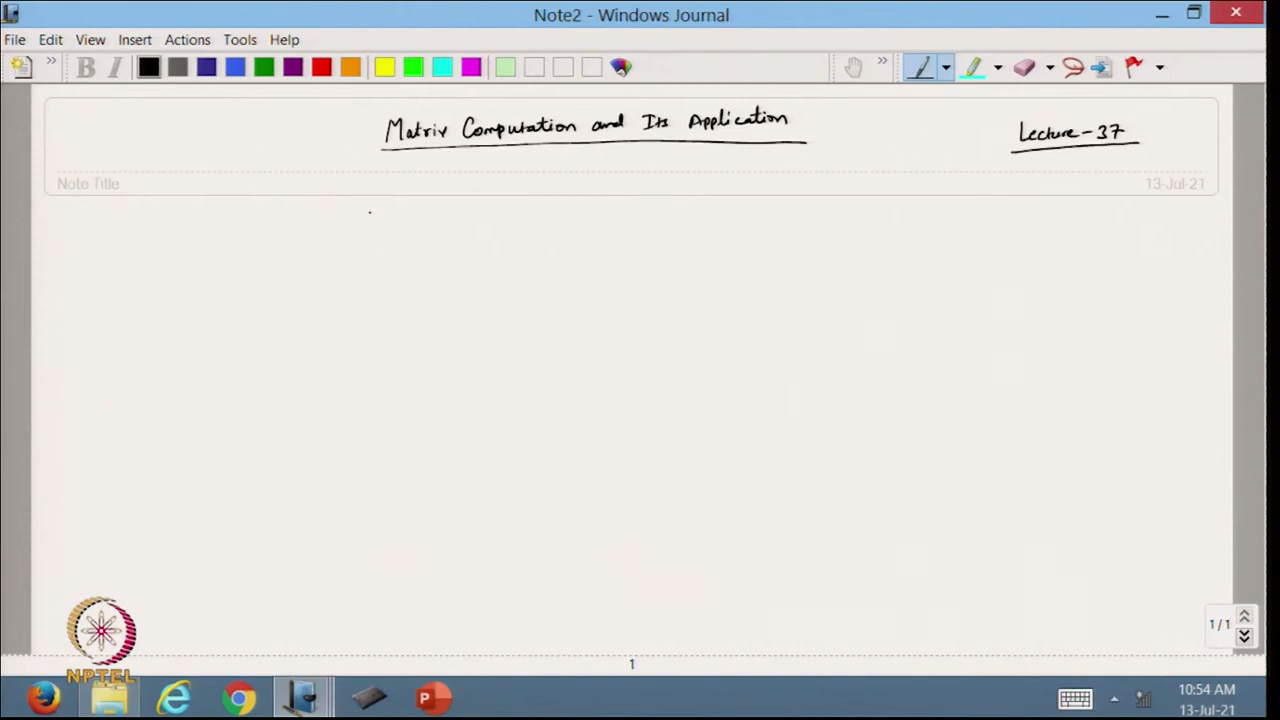 Note2 - Windows Journal
File Edit View Insert Actions Tools Help
B I
Matrix Computation and Its Application
Lecture-37
Note Title
13-Jul-21
1 / 1
NPTEL
1
10:54 AM
13-Jul-21